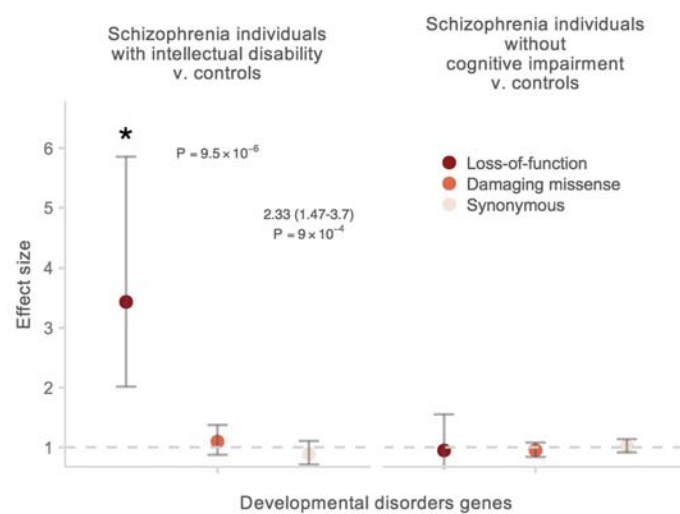 Schizophrenia individuals
with intellectual disability
v. controls
Schizophrenia individuals
without
cognitive impairment
v. controls
*
P = 9.5 × 10⁻⁶
2.33 (1.47-3.7)
P = 9 × 10⁻⁴
Loss-of-function
Damaging missense
Synonymous
Effect size
6
5
4
3
2
1
Developmental disorders genes